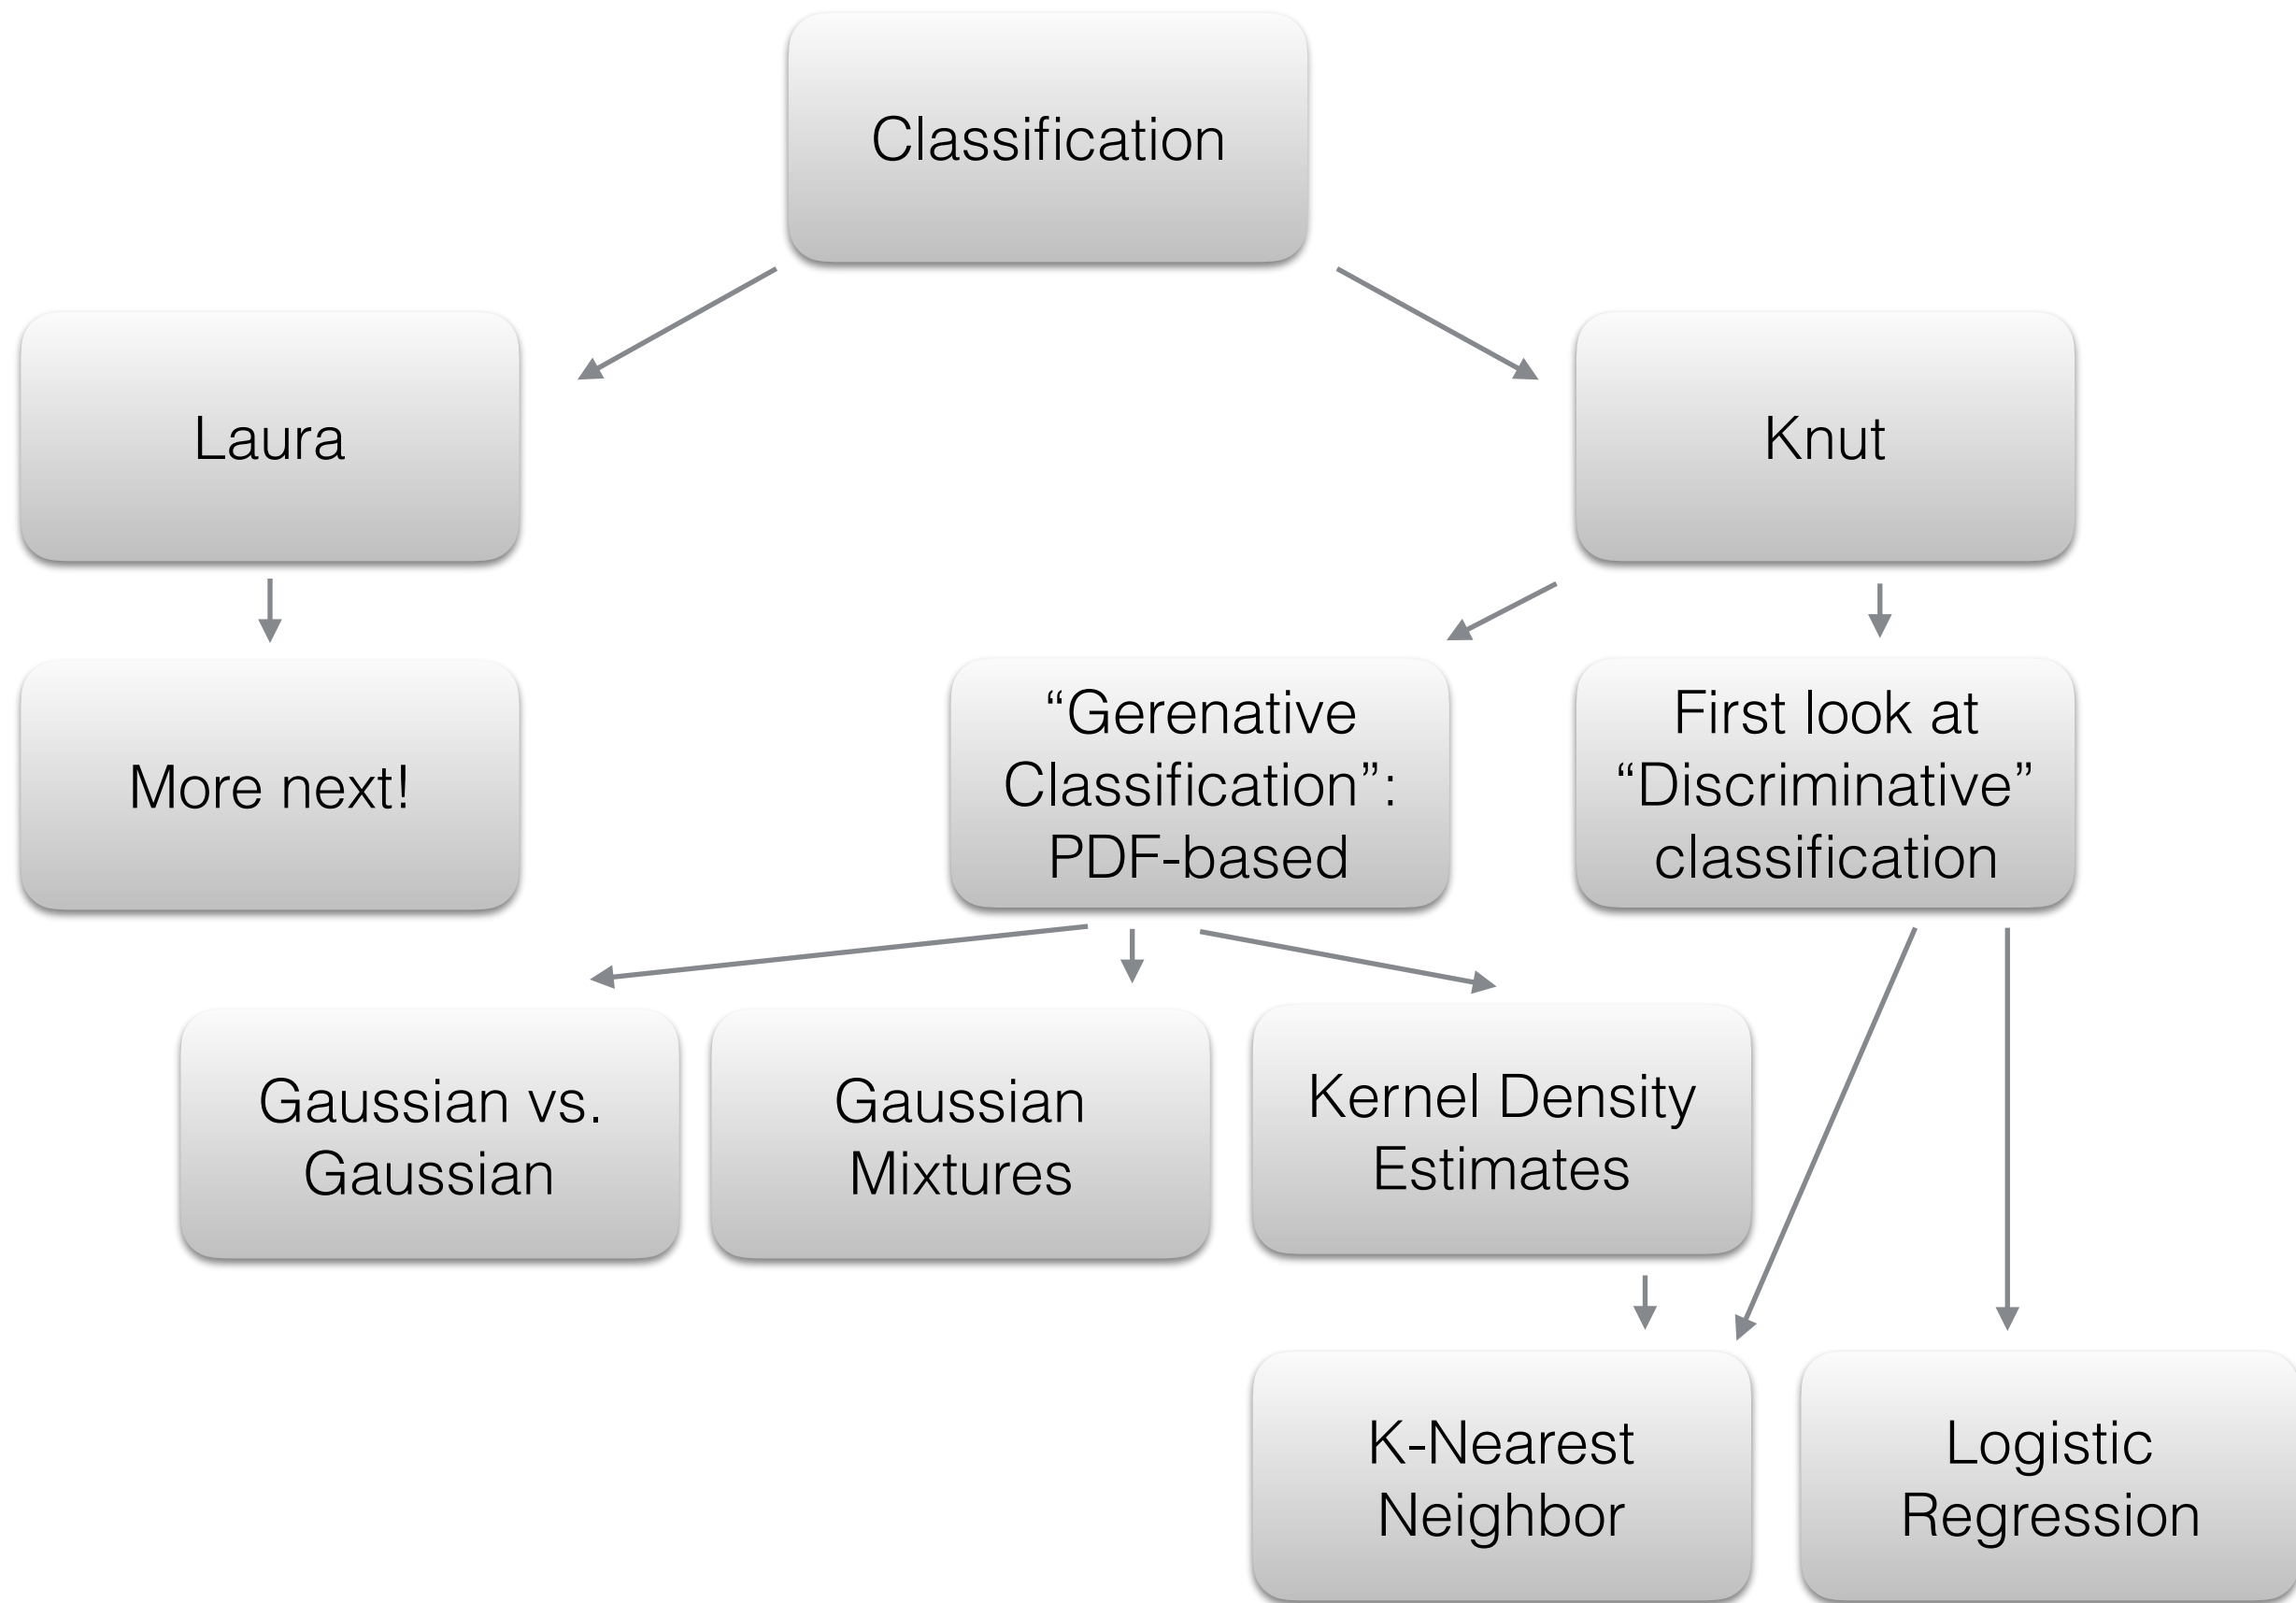 Classification
Laura
Knut
More next!
“Gerenative
Classification”:
PDF-based
First look at
“Discriminative”
classification
Gaussian vs.
Gaussian
Gaussian
Mixtures
Kernel Density
Estimates
K-Nearest
Neighbor
Logistic
Regression